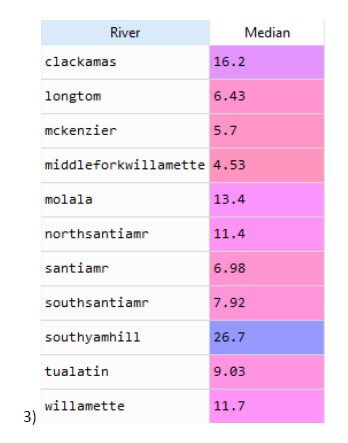 River Median
clackamas 16.2
longtom 6.43
mckenzier 5.7
middleforkwillamette 4.53
molala 13.4
northsantiamr 11.4
santiamr 6.98
southsantiamr 7.92
southyamhill 26.7
tualatin 9.03
3) willamette 11.7